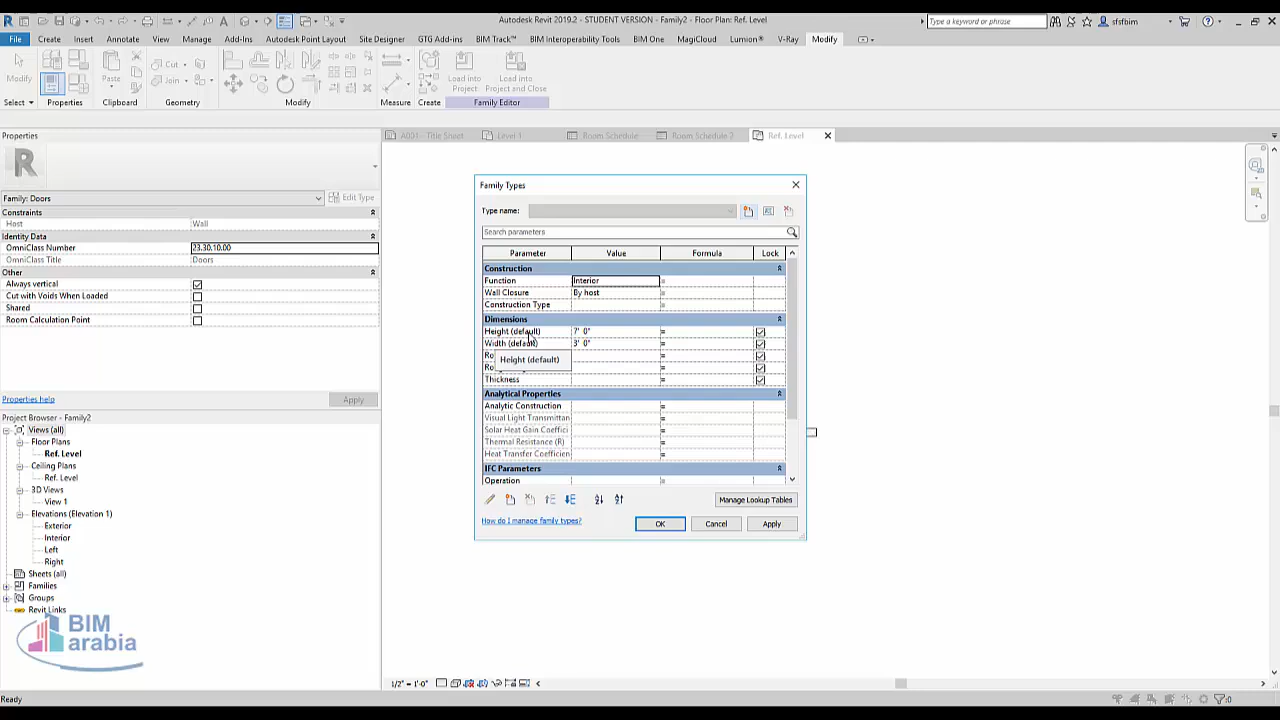 Autodesk Revit 2019.2 - STUDENT VERSION - Family2 - Floor Plan: Ref. Level
Type a keyword or phrase
sfsfbim
File Create Insert Annotate View Manage Add-Ins Autodesk Point Layout Site Designer GTG Add-Ins BIM Track™ BIM Interoperability Tools BIM One MagiCloud Lumion® V-Ray Modify
Modify
Paste
Cut
Join
Load into Project
Load into Project and Close
Select Properties Clipboard Geometry Modify Measure Create Family Editor
Properties
A001 - Title Sheet
Level 1
Room Schedule
Room Schedule 2
Ref. Level
Family: Doors
Edit Type
Constraints
Host Wall
Identity Data
OmniClass Number 23.30.10.00
OmniClass Title Doors
Other
Always vertical
Cut with Voids When Loaded
Shared
Room Calculation Point
Properties help
Apply
Project Browser - Family2
Views (all)
Floor Plans
Ref. Level
Ceiling Plans
Ref. Level
3D Views
View 1
Elevations (Elevation 1)
Exterior
Interior
Left
Right
Sheets (all)
Families
Groups
Revit Links
BIM
arabia
Family Types
Type name:
Search parameters
Parameter Value Formula Lock
Construction
Function Interior =
Wall Closure By host =
Construction Type =
Dimensions
Height (default) 7' 0" =
Width (default) 3' 0" =
Ro =
Ro =
Height (default)
Thickness =
Analytical Properties
Analytic Construction =
Visual Light Transmittan =
Solar Heat Gain Coeffici =
Thermal Resistance (R) =
Heat Transfer Coefficien =
IFC Parameters
Operation =
Manage Lookup Tables
How do I manage family types?
OK
Cancel
Apply
1/2" = 1'-0"
Ready
:0